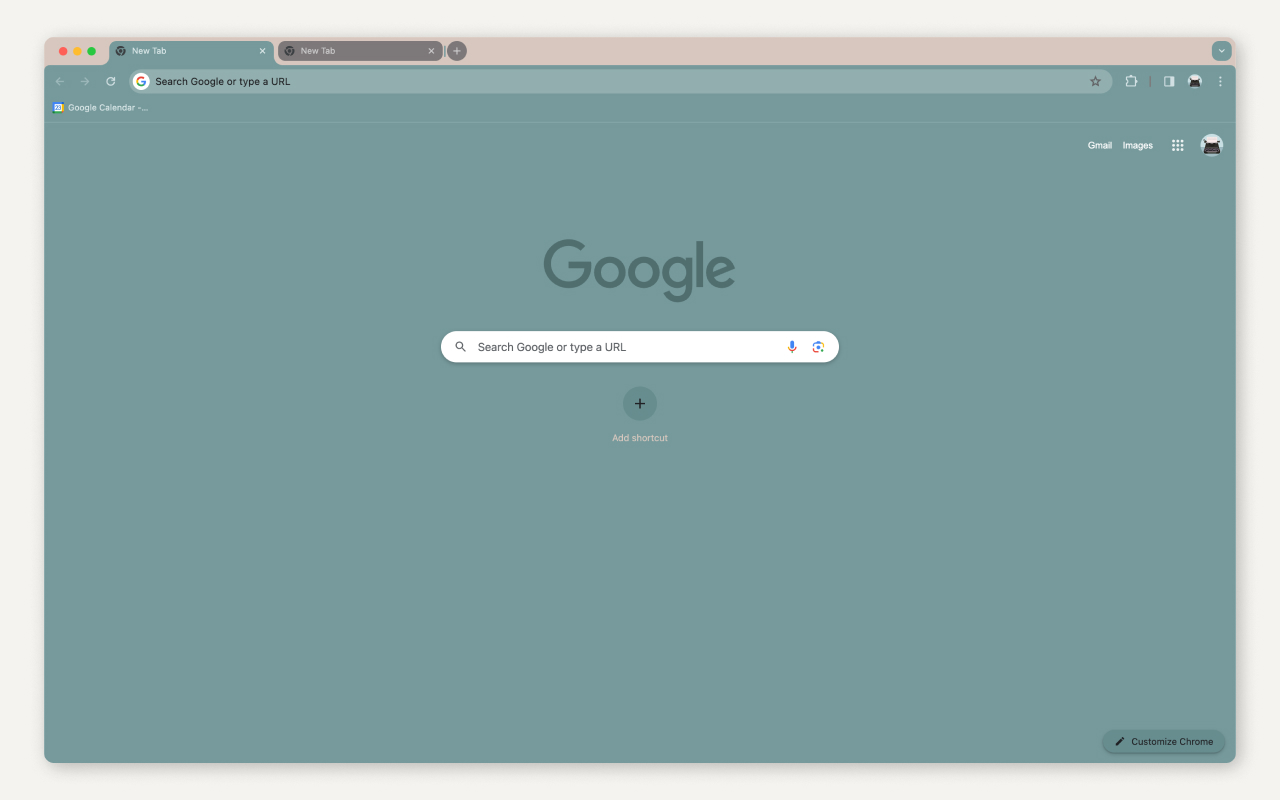 New Tab
New Tab
Search Google or type a URL
Google Calendar -...
Gmail Images
Google
Search Google or type a URL
Add shortcut
Customize Chrome